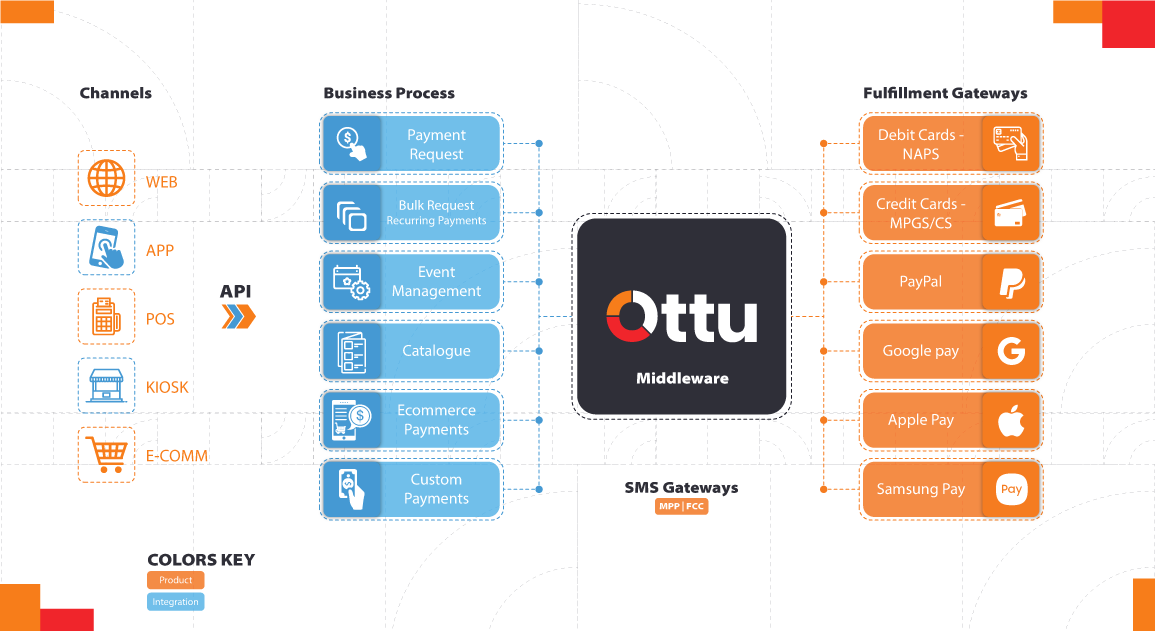 Channels
WEB
APP
POS
KIOSK
E-COMM
API
Business Process
Payment
Request
Bulk Request
Recurring Payments
Event
Management
Catalogue
Ecommerce
Payments
Custom
Payments
Ottu
Middleware
SMS Gateways
MPP | FCC
Fulfillment Gateways
Debit Cards -
NAPS
Credit Cards -
MPGS/CS
PayPal
Google pay
Apple Pay
Samsung Pay
Pay
COLORS KEY
Product
Integration